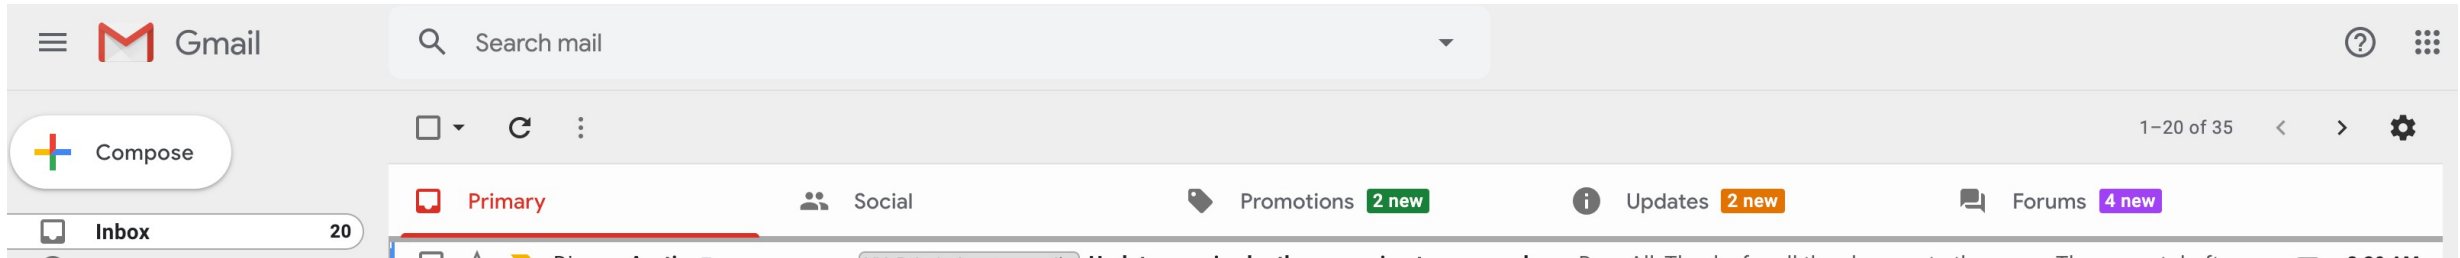 Gmail
Search mail
Compose
1–20 of 35
Primary
Social
Promotions 2 new
Updates 2 new
Forums 4 new
Inbox 20